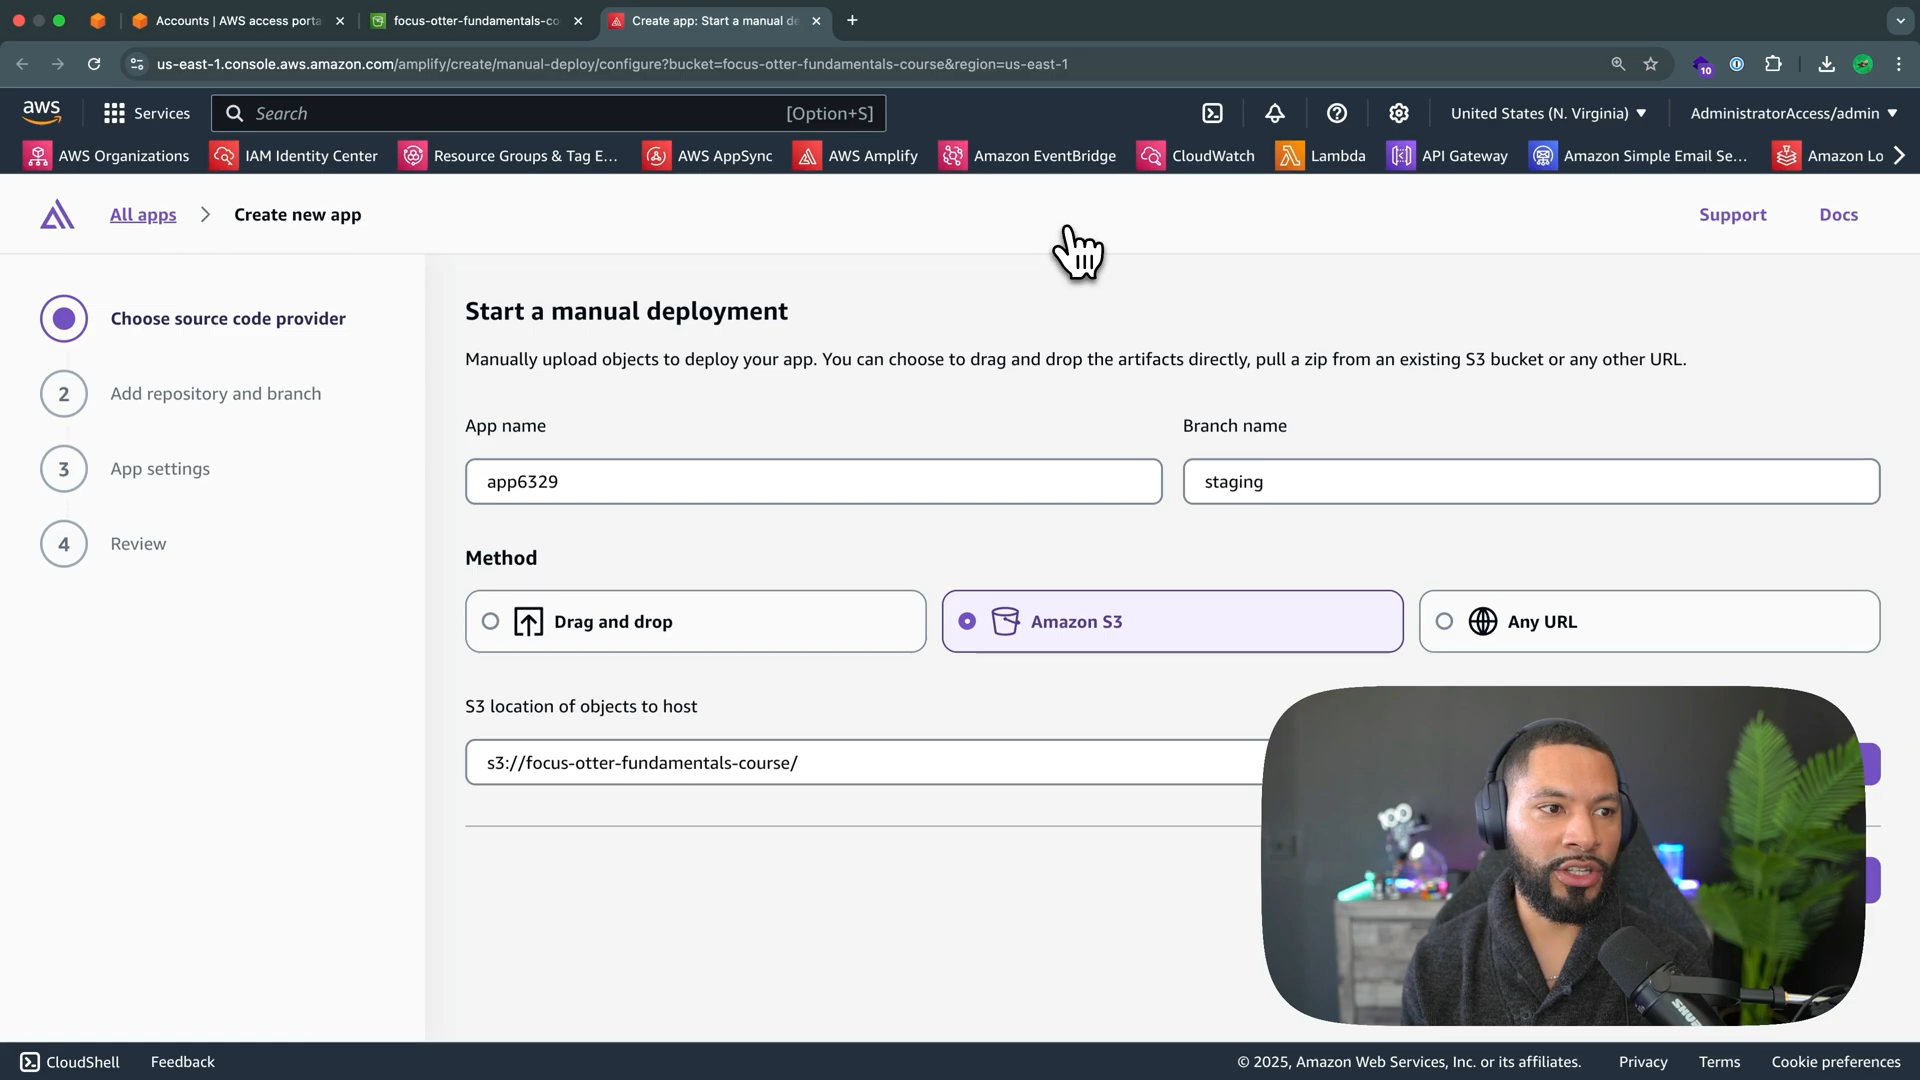 Accounts | AWS access porta
focus-otter-fundamentals-co
Create app: Start a manual de
us-east-1.console.aws.amazon.com/amplify/create/manual-deploy/configure?bucket=focus-otter-fundamentals-course&region=us-east-1
10
aws
Services
Search
[Option+S]
United States (N. Virginia)
AdministratorAccess/admin
AWS Organizations
IAM Identity Center
Resource Groups & Tag E...
AWS AppSync
AWS Amplify
Amazon EventBridge
CloudWatch
Lambda
API Gateway
Amazon Simple Email Se...
Amazon Lo
All apps
Create new app
Support
Docs
Choose source code provider
2
Add repository and branch
3
App settings
4
Review
Start a manual deployment
Manually upload objects to deploy your app. You can choose to drag and drop the artifacts directly, pull a zip from an existing S3 bucket or any other URL.
App name
Branch name
app6329
staging
Method
Drag and drop
Amazon S3
Any URL
S3 location of objects to host
s3://focus-otter-fundamentals-course/
100
SHURE
CloudShell
Feedback
© 2025, Amazon Web Services, Inc. or its affiliates.
Privacy
Terms
Cookie preferences